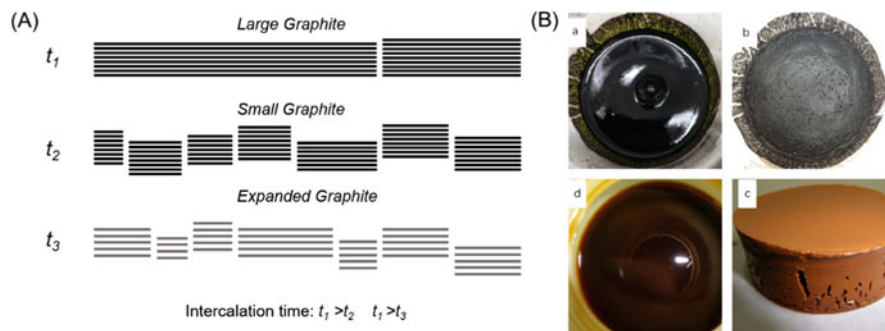 (A)
Large Graphite
t1
Small Graphite
t2
Expanded Graphite
t3
Intercalation time: t1 >t2 t1 >t3
(B)
a
b
d
c